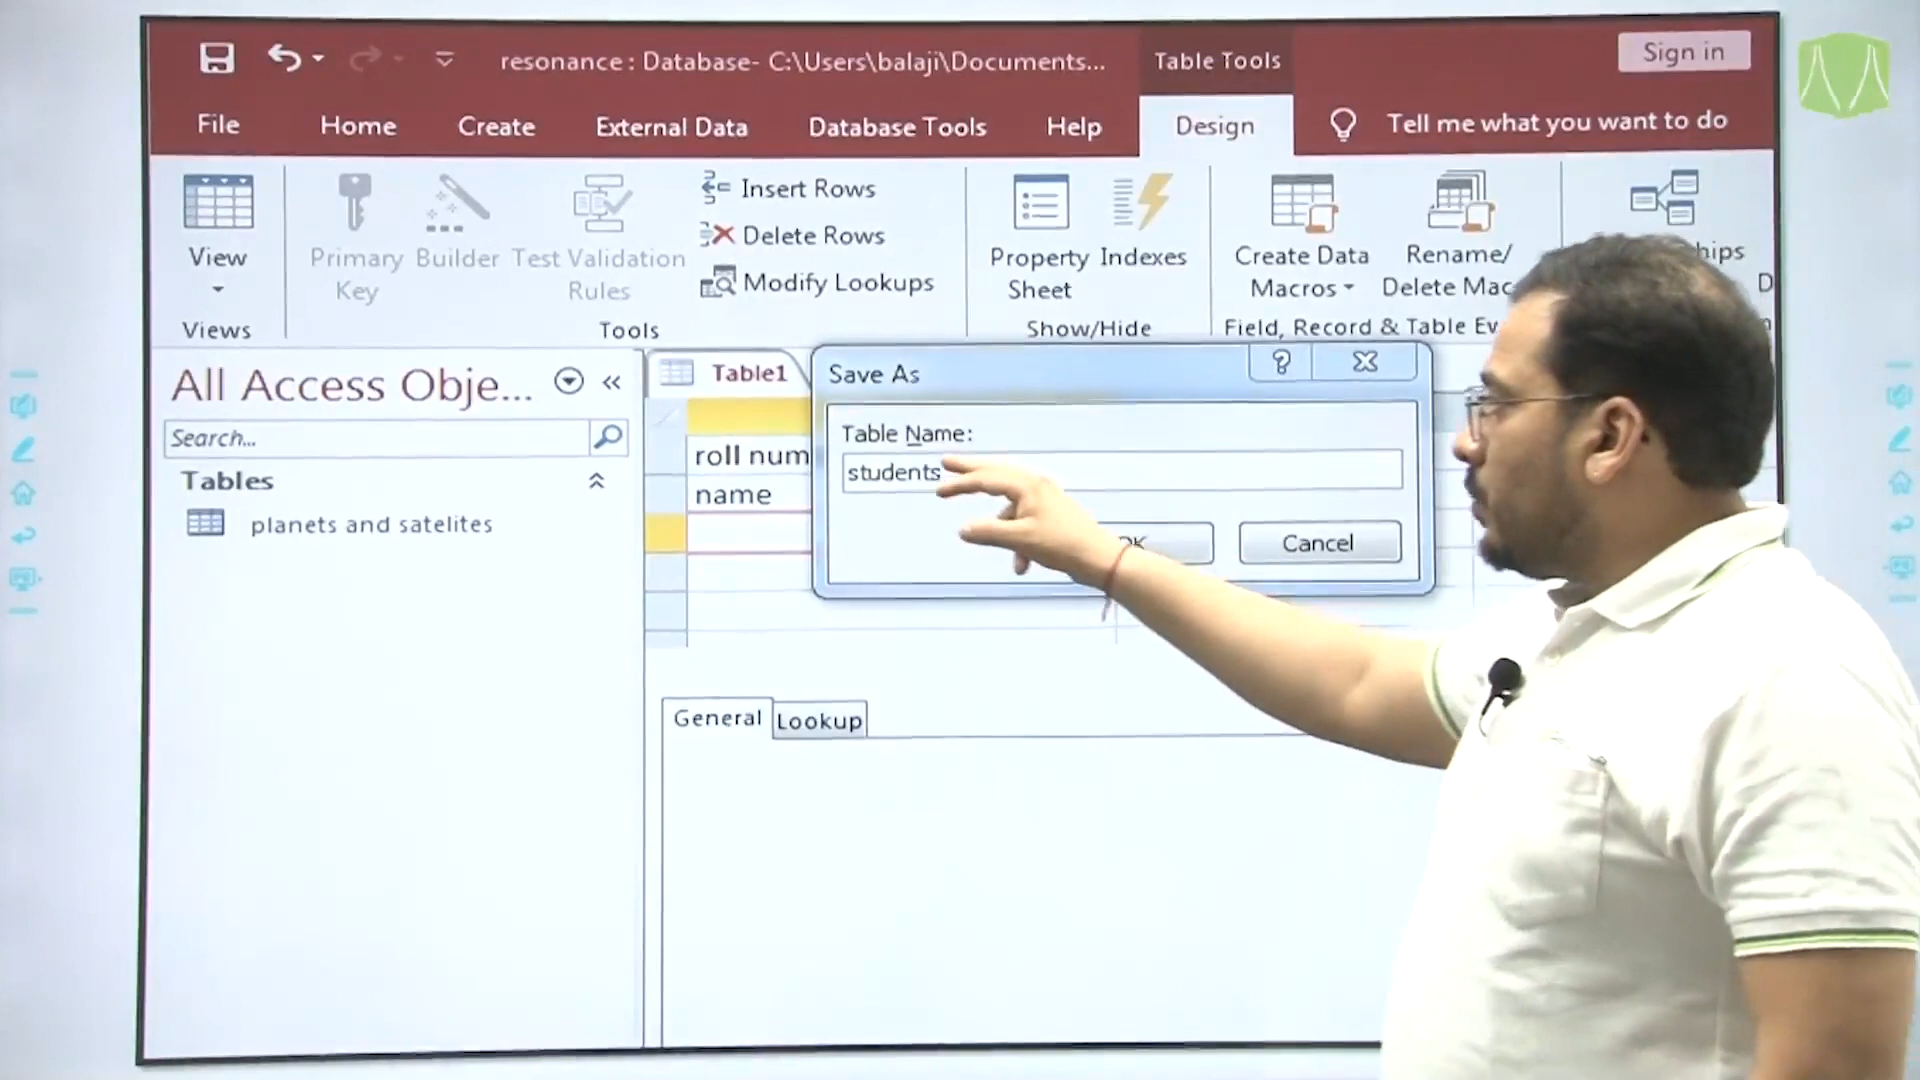 resonance : Database- C:\Users\balaji\Documents...
Table Tools
Sign in
File
Home
Create
External Data
Database Tools
Help
Design
Tell me what you want to do
View
Primary Key
Builder
Test Validation Rules
Insert Rows
Delete Rows
Modify Lookups
Property Sheet
Indexes
Create Data Macros
Rename/
Delete Mac
hips
D
Views
Tools
Show/Hide
Field, Record & Table Ev
All Access Obje...
Search...
Tables
planets and satelites
Table1
roll num
name
Save As
?
Table Name:
students
OK
Cancel
General
Lookup